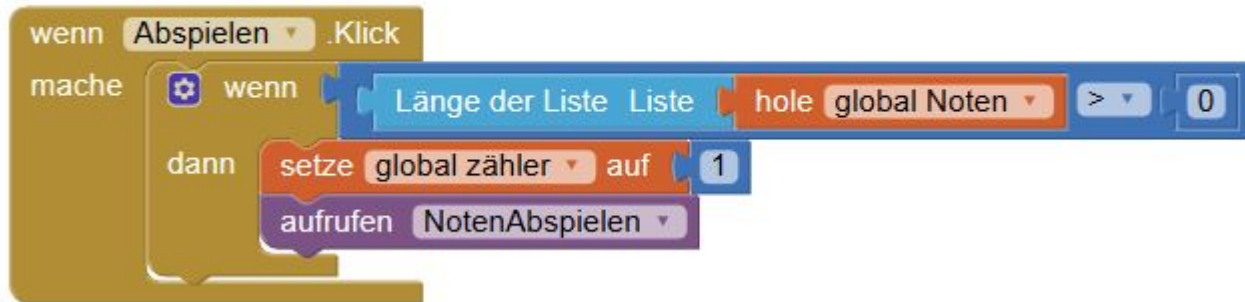 wenn Abspielen .Klick
mache wenn Länge der Liste Liste hole global Noten > 0
dann setze global zähler auf 1
aufrufen NotenAbspielen